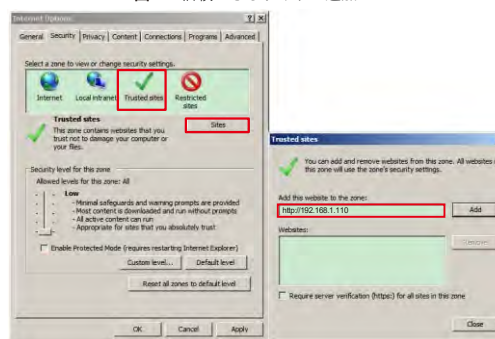 Internet Options
General Security Privacy Content Connections Programs Advanced
Select a zone to view or change security settings.
Internet Local intranet Trusted sites Restricted sites
Trusted sites
This zone contains websites that you
trust not to damage your computer or
your files.
Sites
Security level for this zone
Allowed levels for this zone: All
Low
- Minimal safeguards and warning prompts are provided
- Most content is downloaded and run without prompts
- All active content can run
- Appropriate for sites that you absolutely trust
Enable Protected Mode (requires restarting Internet Explorer)
Custom level... Default level
Reset all zones to default level
OK Cancel Apply
Trusted sites
You can add and remove websites from this zone. All websites
this zone will use the zone's security settings.
Add this website to the zone:
http://192.168.1.110
Add
Websites:
Remove
Require server verification (https:) for all sites in this zone
Close